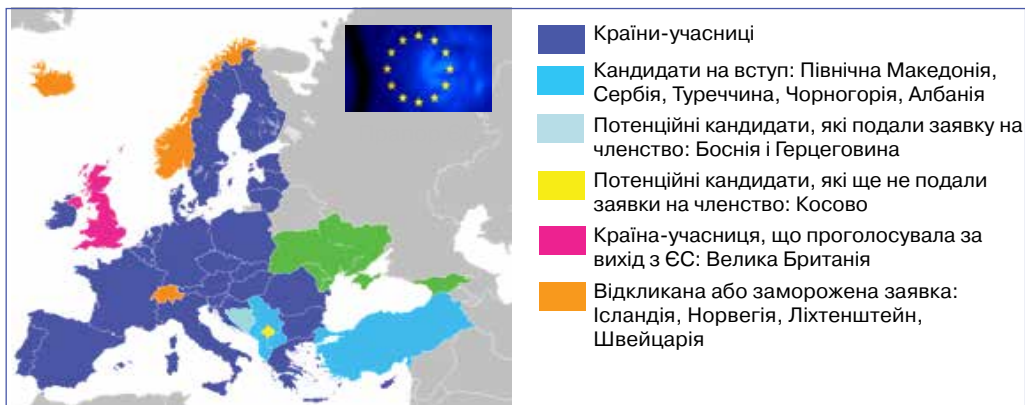 Країни-учасниці
Кандидати на вступ: Північна Македонія,
Сербія, Туреччина, Чорногорія, Албанія
Потенційні кандидати, які подали заявку на
членство: Боснія і Герцеговина
Потенційні кандидати, які ще не подали
заявки на членство: Косово
Країна-учасниця, що проголосувала за
вихід з ЄС: Велика Британія
Відкликана або заморожена заявка:
Ісландія, Норвегія, Ліхтенштейн,
Швейцарія